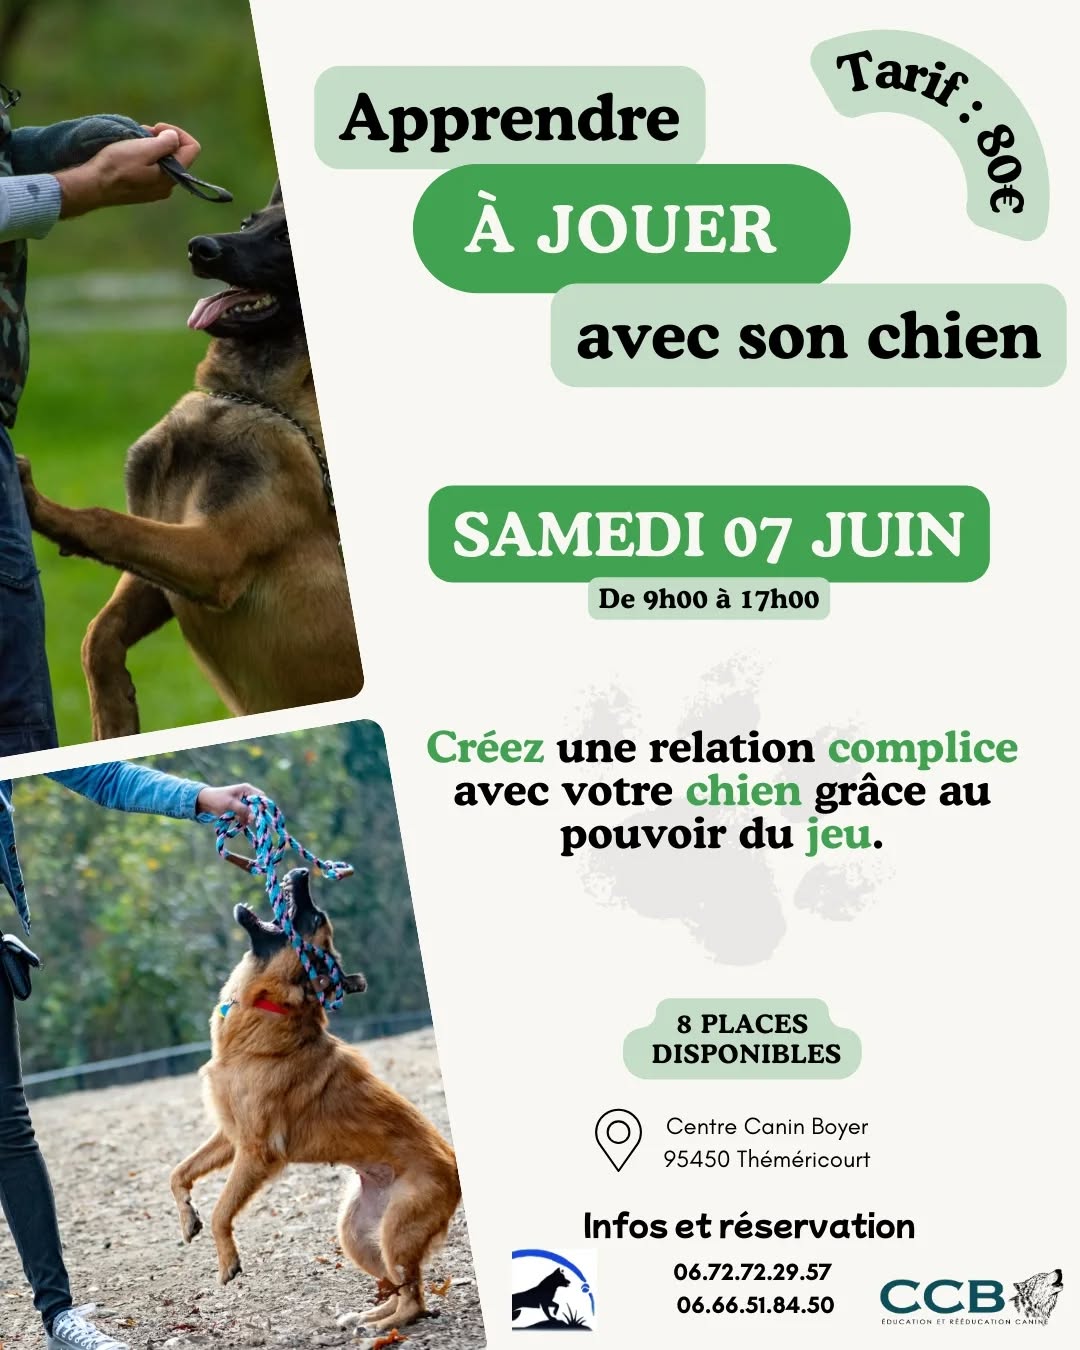 Apprendre
Tarif : 80€
À JOUER
avec son chien
SAMEDI 07 JUIN
De 9h00 à 17h00
Créez une relation complice
avec votre chien grâce au
pouvoir du jeu.
8 PLACES
DISPONIBLES
Centre Canin Boyer
95450 Théméricourt
Infos et réservation
06.72.72.29.57
06.66.51.84.50
CCB
ÉDUCATION ET RÉÉDUCATION CANINE